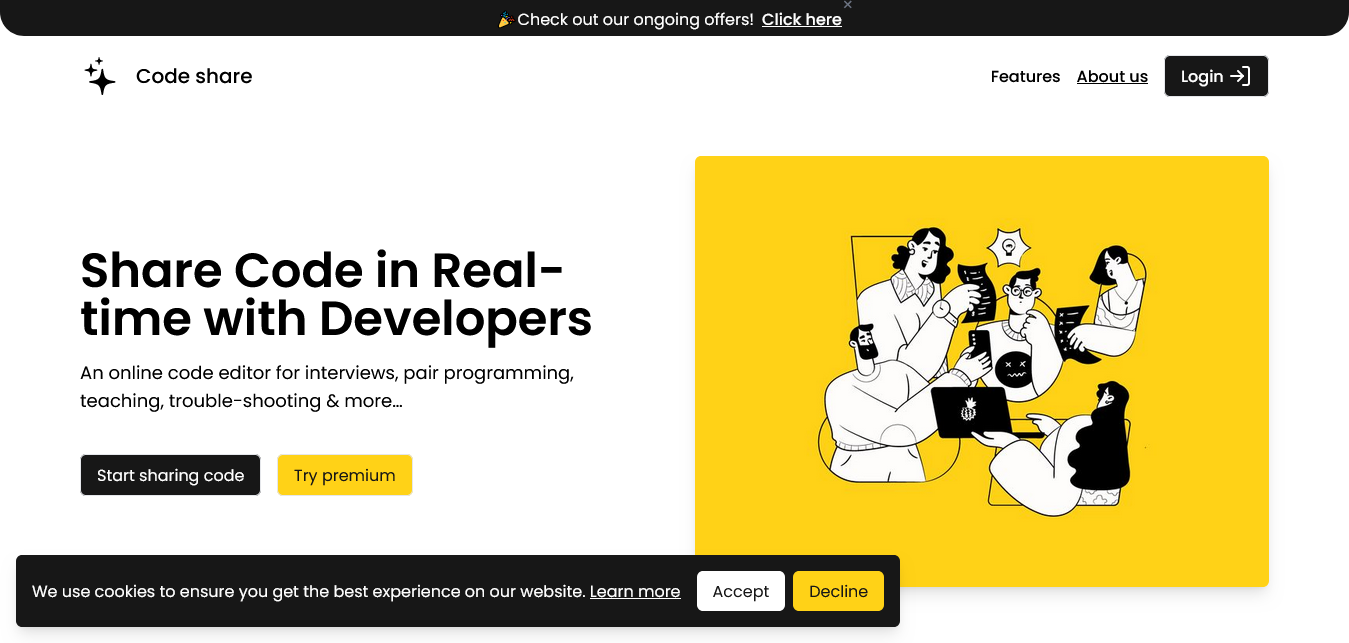 🎉 Check out our ongoing offers! Click here
Code share
Features
About us
Login
Share Code in Real-
time with Developers
An online code editor for interviews, pair programming,
teaching, trouble-shooting & more...
Start sharing code
Try premium
We use cookies to ensure you get the best experience on our website. Learn more
Accept
Decline